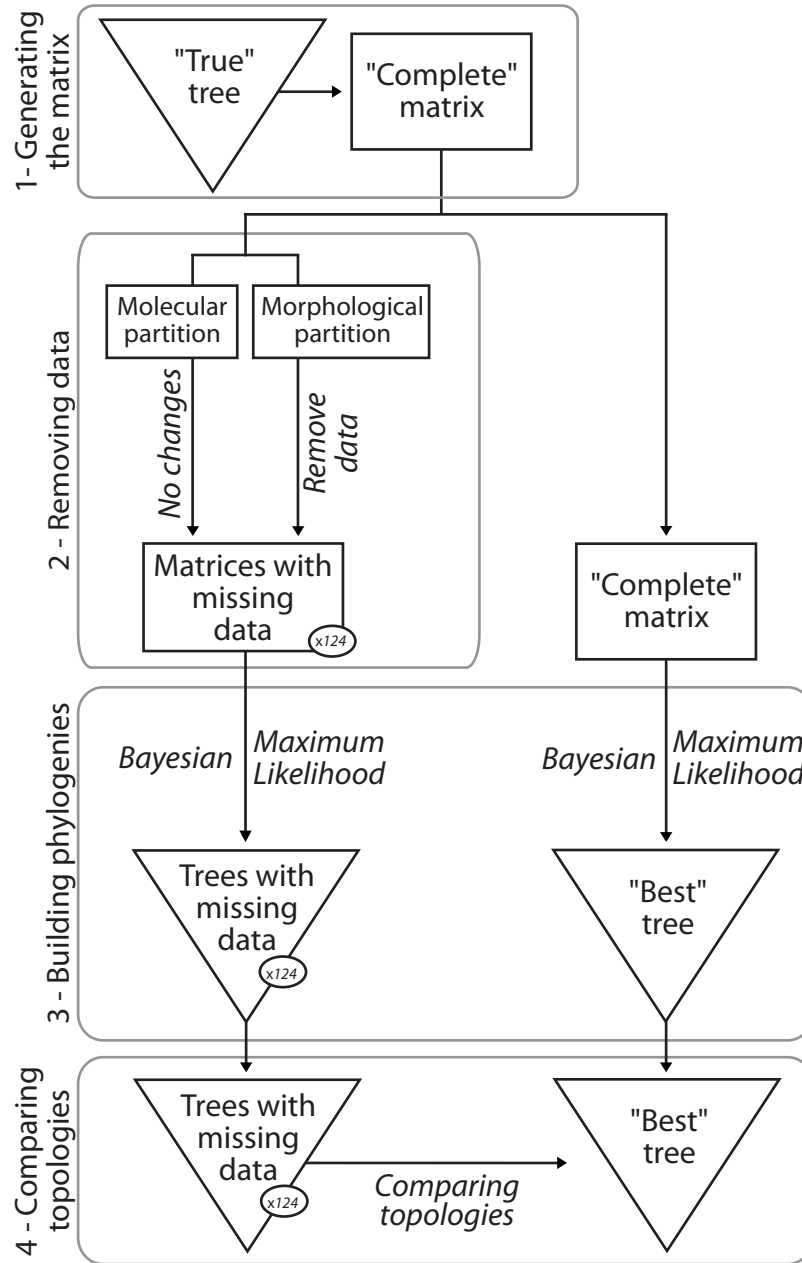 1- Generating
the matrix
"True"
tree
"Complete"
matrix
2 - Removing data
Molecular
partition
Morphological
partition
No changes
Remove
data
Matrices with
missing
data
x124
"Complete"
matrix
3 - Building phylogenies
Bayesian
Maximum
Likelihood
Bayesian
Maximum
Likelihood
Trees with
missing
data
x124
"Best"
tree
4 - Comparing
topologies
Trees with
missing
data
x124
Comparing
topologies
"Best"
tree